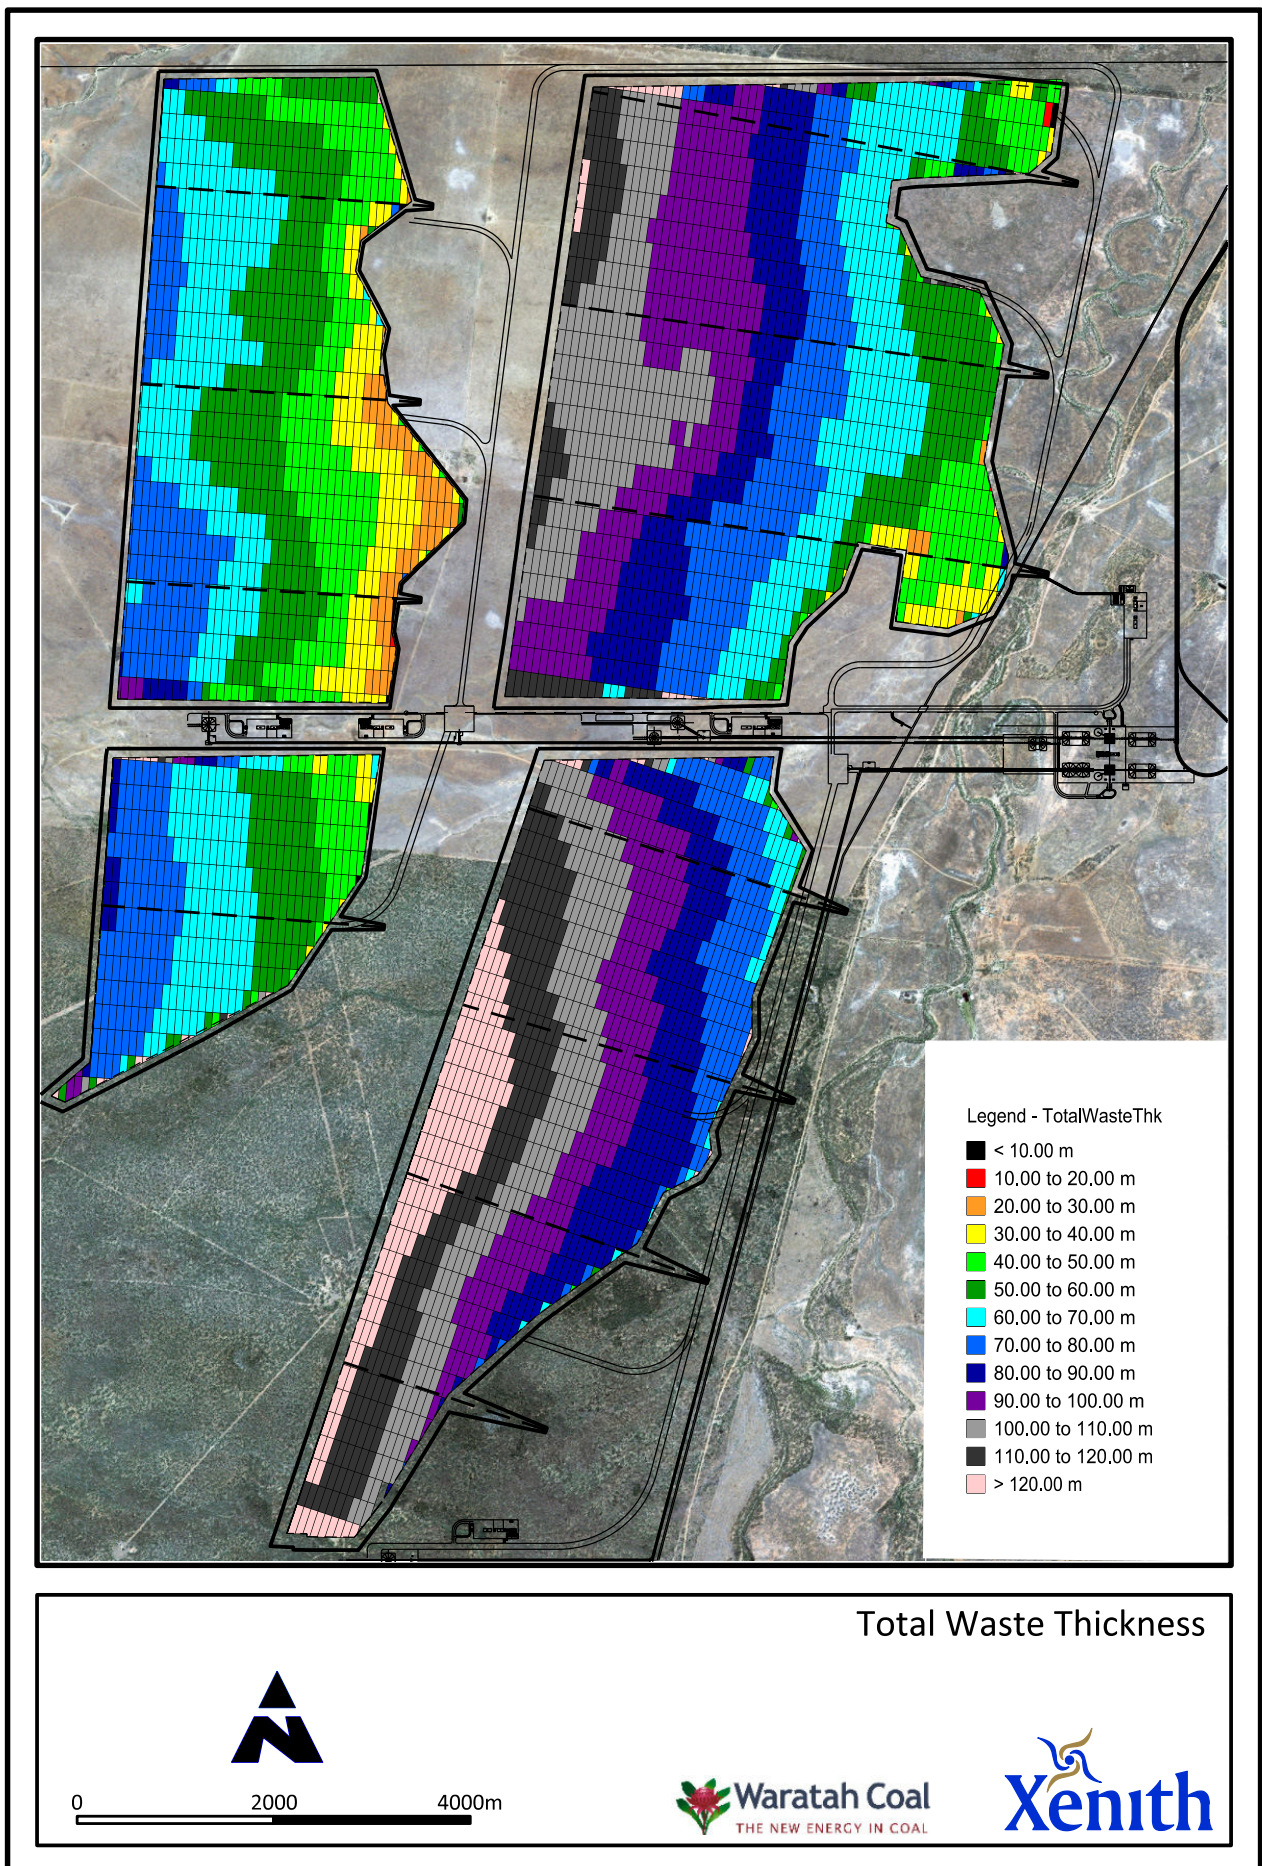 Legend - TotalWasteThk
< 10.00 m
10.00 to 20.00 m
20.00 to 30.00 m
30.00 to 40.00 m
40.00 to 50.00 m
50.00 to 60.00 m
60.00 to 70.00 m
70.00 to 80.00 m
80.00 to 90.00 m
90.00 to 100.00 m
100.00 to 110.00 m
110.00 to 120.00 m
> 120.00 m
Total Waste Thickness
N
0 2000 4000m
Waratah Coal
THE NEW ENERGY IN COAL
Xenith